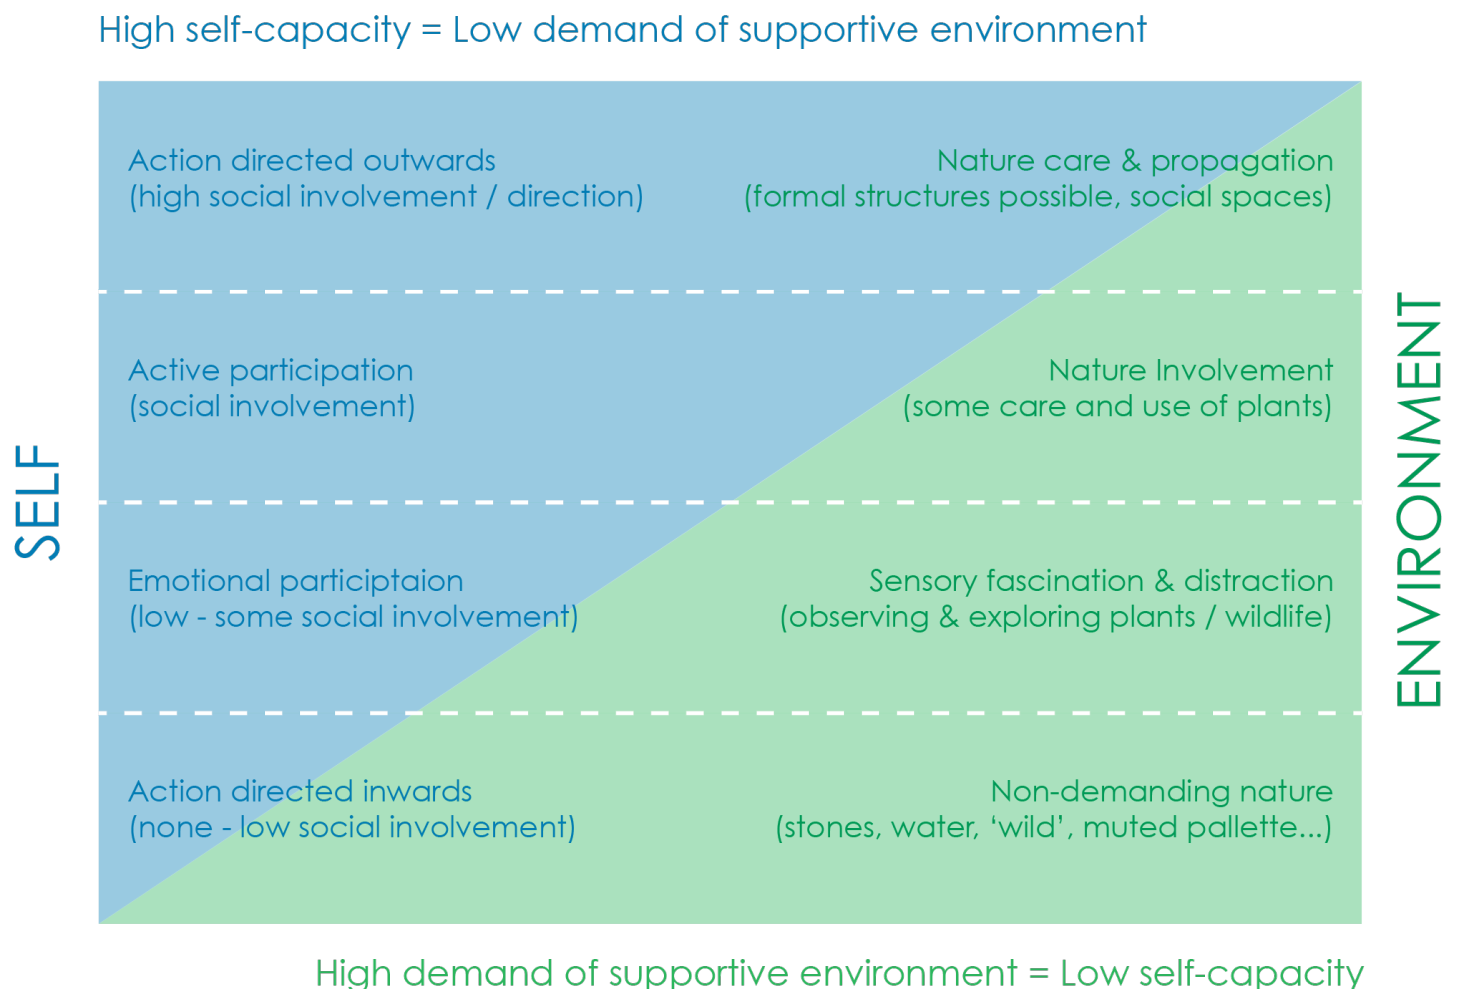 High self-capacity = Low demand of supportive environment
Action directed outwards
(high social involvement / direction)
Nature care & propagation
(formal structures possible, social spaces)
Active participation
(social involvement)
Nature Involvement
(some care and use of plants)
SELF
ENVIRONMENT
Emotional participtaion
(low - some social involvement)
Sensory fascination & distraction
(observing & exploring plants / wildlife)
Action directed inwards
(none - low social involvement)
Non-demanding nature
(stones, water, ‘wild’, muted pallette...)
High demand of supportive environment = Low self-capacity